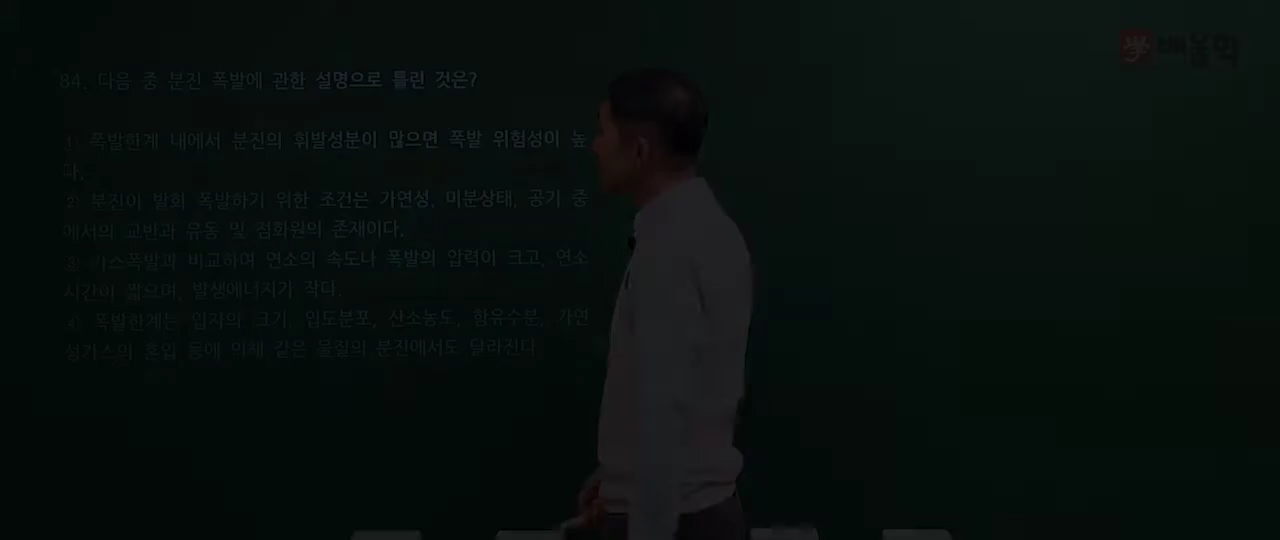 學 배움학
84. 다음 중 분진 폭발에 관한 설명으로 틀린 것은?
1) 폭발한계 내에서 분진의 휘발성분이 많으면 폭발 위험성이 높
다.
2) 분진이 발화 폭발하기 위한 조건은 가연성, 미분상태, 공기 중
에서의 교반과 유동 및 점화원의 존재이다.
3) 가스폭발과 비교하여 연소의 속도나 폭발의 압력이 크고, 연소
시간이 짧으며, 발생에너지가 작다.
4) 폭발한계는 입자의 크기, 입도분포, 산소농도, 함유수분, 가연
성가스의 혼입 등에 의해 같은 물질의 분진에서도 달라진다.